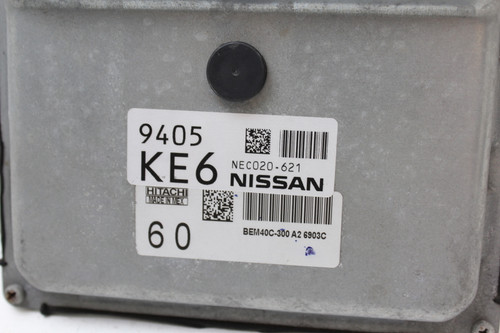 9405
KE6 NEC020-621
NISSAN
HITACHI
MADE IN MEX
60 BEM40C-300 A2 6903C